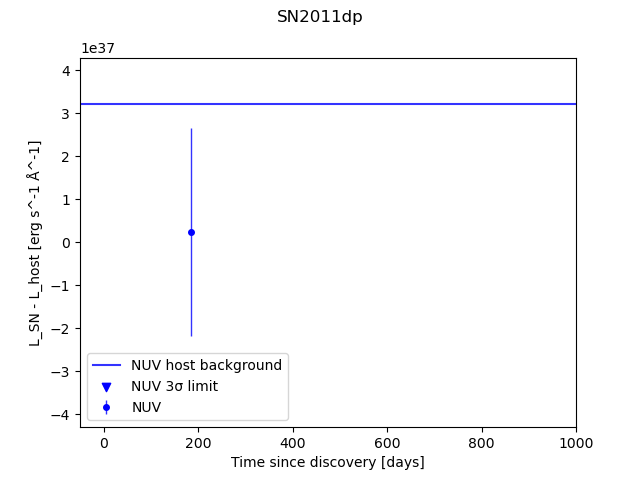 SN2011dp
1e37
4
3
2
1
0
−1
−2
−3
−4
L_SN - L_host [erg s^-1 Å^-1]
NUV host background
NUV 3σ limit
NUV
0
200
400
600
800
1000
Time since discovery [days]